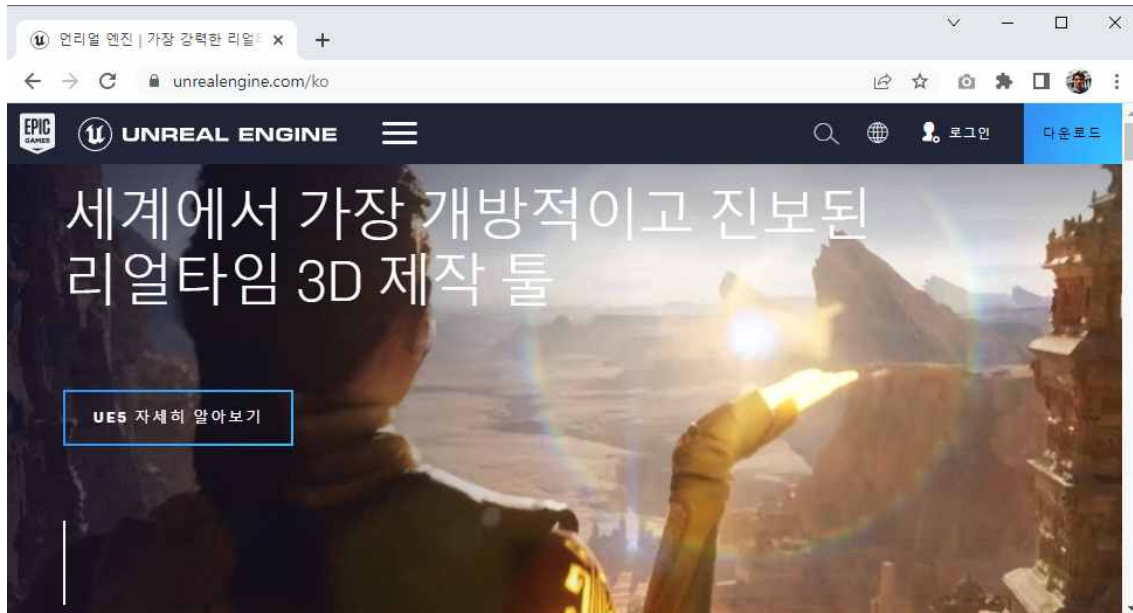 언리얼 엔진 | 가장 강력한 리얼
unrealengine.com/ko
EPIC
GAMES
UNREAL ENGINE
로그인
다운로드
세계에서 가장 개방적이고 진보된
리얼타임 3D 제작 툴
UE5 자세히 알아보기